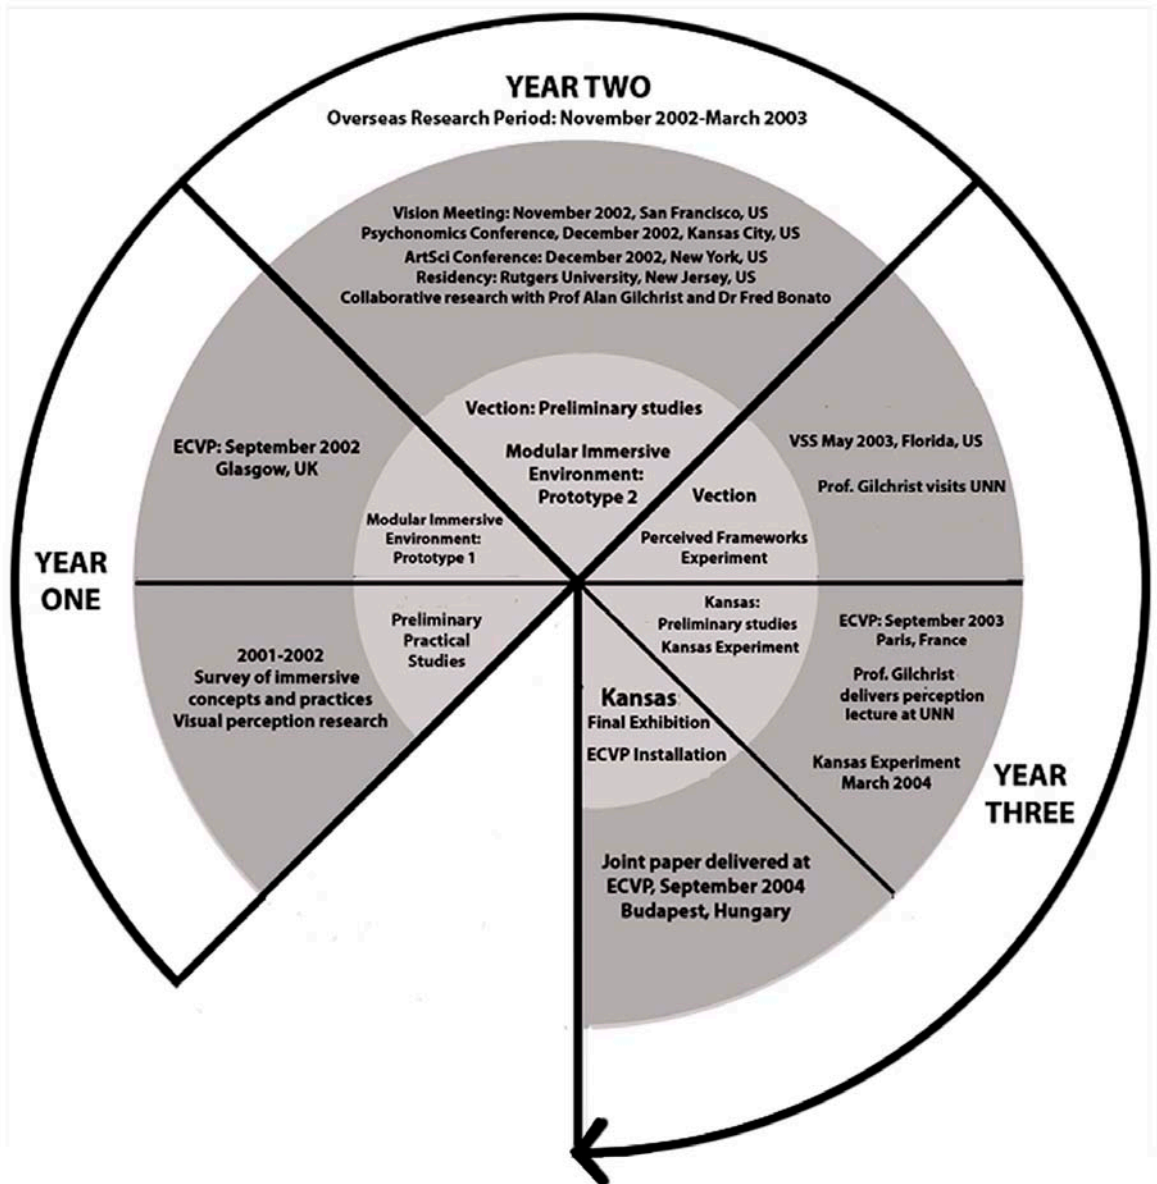 YEAR TWO
Overseas Research Period: November 2002-March 2003
Vision Meeting: November 2002, San Francisco, US
Psychonomics Conference, December 2002, Kansas City, US
ArtSci Conference: December 2002, New York, US
Residency: Rutgers University, New Jersey, US
Collaborative research with Prof Alan Gilchrist and Dr Fred Bonato
Vection: Preliminary studies
Modular Immersive
Environment:
Prototype 2
ECVP: September 2002
Glasgow, UK
Modular Immersive
Environment:
Prototype 1
YEAR
ONE
2001-2002
Survey of immersive
concepts and practices
Visual perception research
Preliminary
Practical
Studies
VSS May 2003, Florida, US
Prof. Gilchrist visits UNN
Vection
Perceived Frameworks
Experiment
Kansas:
Preliminary studies
Kansas Experiment
ECVP: September 2003
Paris, France
Prof. Gilchrist
delivers perception
lecture at UNN
Kansas Experiment
March 2004
YEAR
THREE
Kansas
Final Exhibition
ECVP Installation
Joint paper delivered at
ECVP, September 2004
Budapest, Hungary